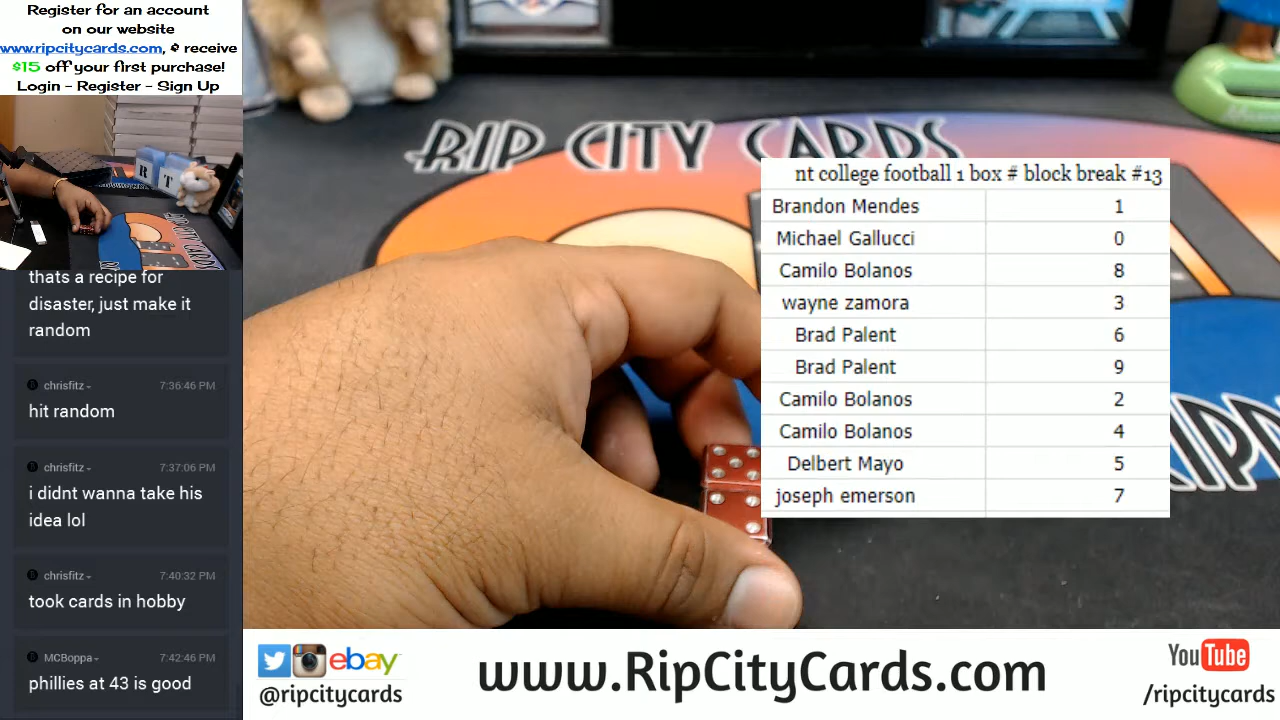 Register for an account
on our website
www.ripcitycards.com, & receive
$15 off your first purchase!
Login - Register - Sign Up
R
T
thats a recipe for
disaster, just make it
random
chrisfitz 7:36:46 PM
hit random
chrisfitz 7:37:06 PM
i didnt wanna take his
idea lol
chrisfitz 7:40:32 PM
took cards in hobby
MCBoppa 7:42:46 PM
phillies at 43 is good
RIP CITY CARDS
nt college football 1 box # block break #13
Brandon Mendes 1
Michael Gallucci 0
Camilo Bolanos 8
wayne zamora 3
Brad Palent 6
Brad Palent 9
Camilo Bolanos 2
Camilo Bolanos 4
Delbert Mayo 5
joseph emerson 7
RIP
ebay
@ripcitycards
www.RipCityCards.com
YouTube
/ripcitycards